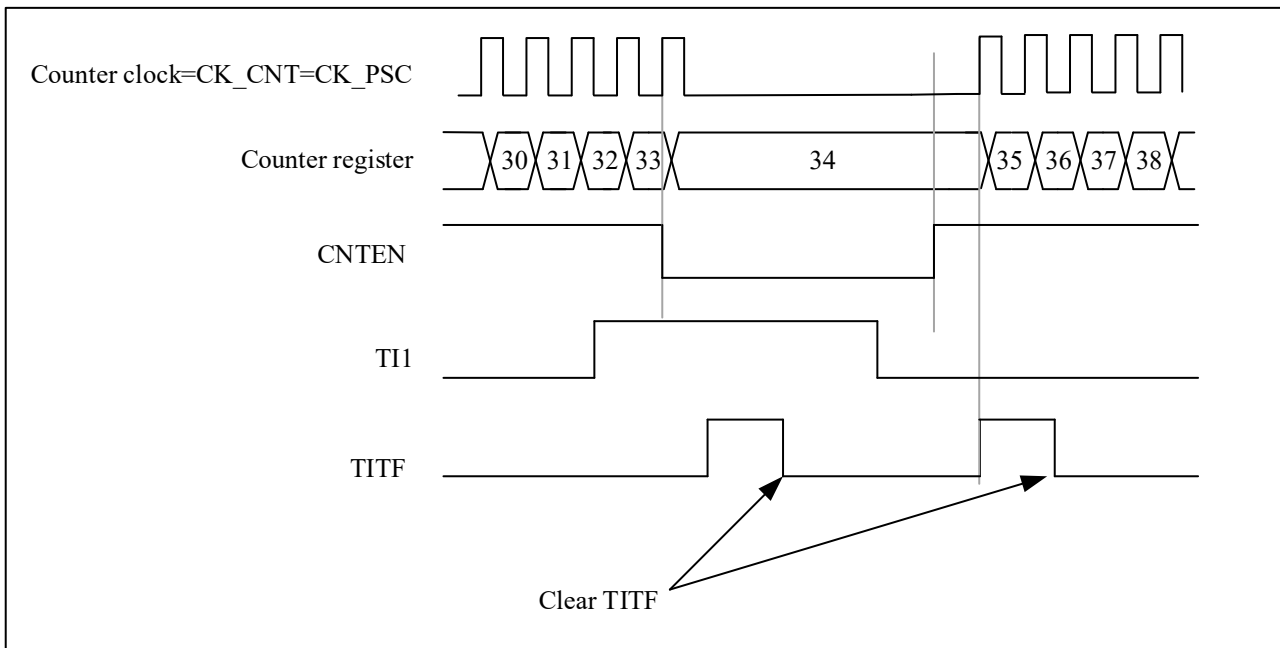 Counter clock=CK_CNT=CK_PSC
Counter register
30 31 32 33 34 35 36 37 38
CNTEN
TI1
TITF
Clear TITF